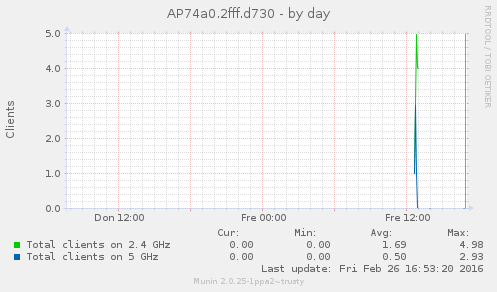 AP74a0.2fff.d730 - by day
RRDTOOL / TOBI OETIKER
Clients
5.0
4.0
3.0
2.0
1.0
0.0
Don 12:00 Fre 00:00 Fre 12:00
Cur: Min: Avg: Max:
Total clients on 2.4 GHz 0.00 0.00 1.69 4.98
Total clients on 5 GHz 0.00 0.00 0.50 2.93
Last update: Fri Feb 26 16:53:20 2016
Munin 2.0.25-1ppa2~trusty